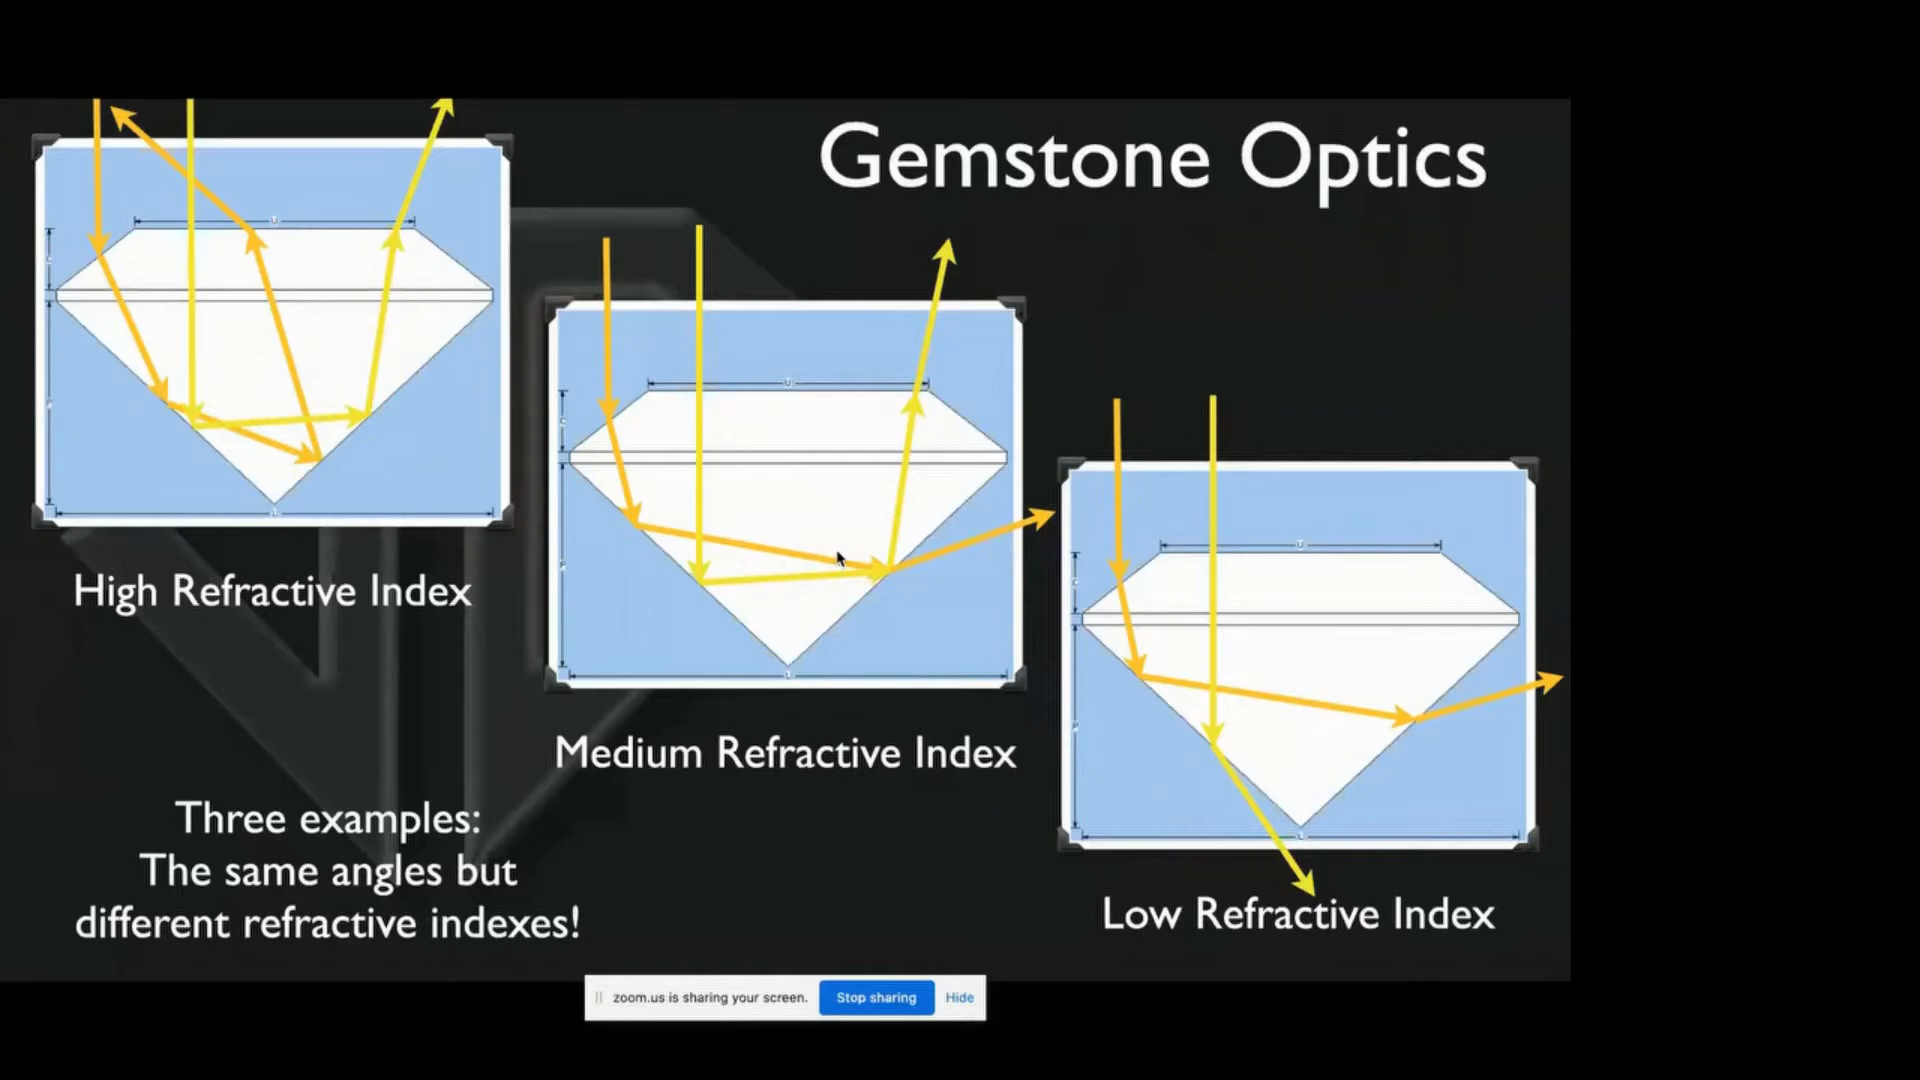 Gemstone Optics
High Refractive Index
Medium Refractive Index
Low Refractive Index
Three examples:
The same angles but
different refractive indexes!
zoom.us is sharing your screen. Stop sharing Hide